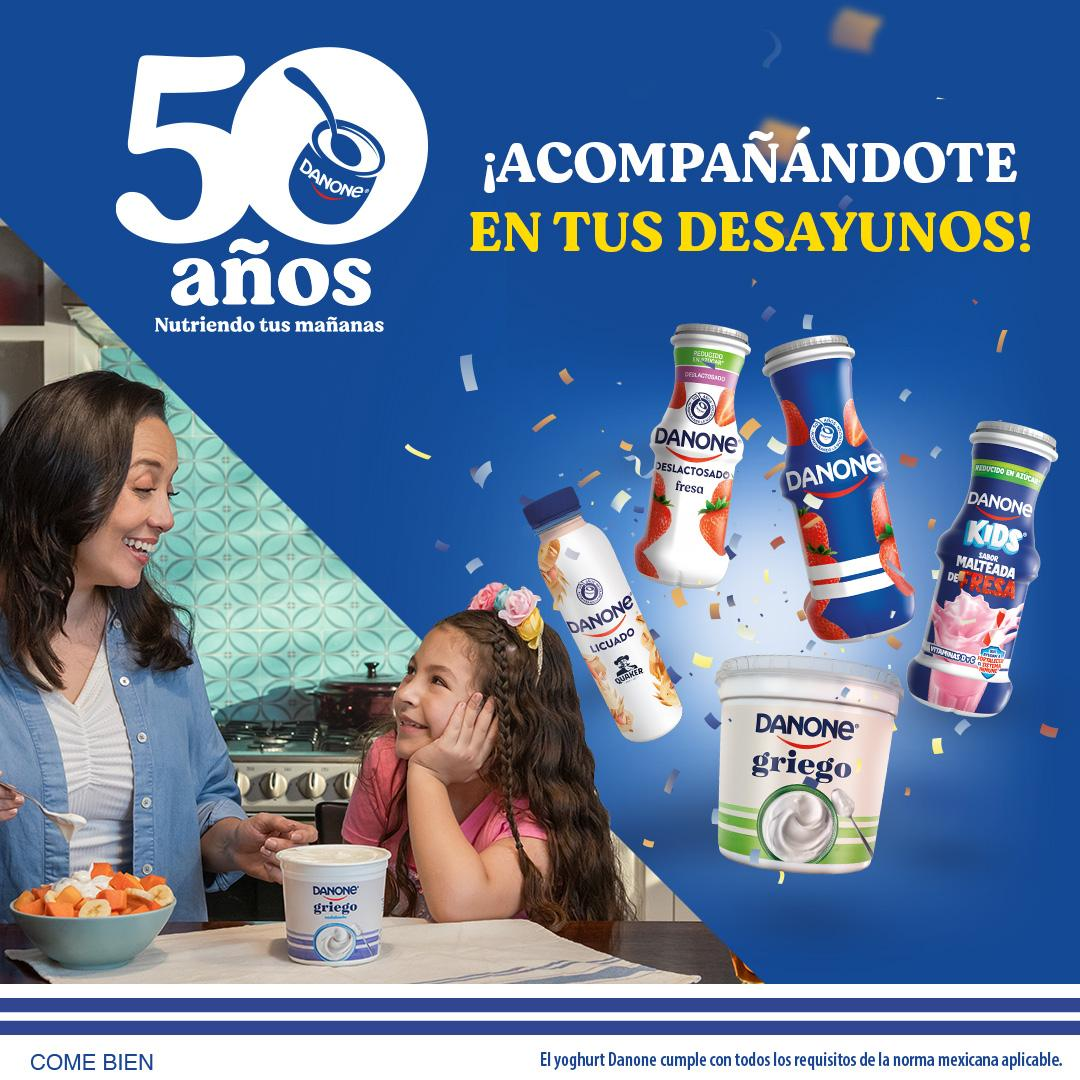 50
DANONE®
años
Nutriendo tus mañanas
¡ACOMPAÑÁNDOTE
EN TUS DESAYUNOS!
REDUCIDO
EN AZÚCAR*
DESLACTOSADO
DANONE®
DESLACTOSADO
fresa
DANONE
REDUCIDO EN AZÚCAR*
DANONE
KIDS®
SABOR
MALTEADA
DE FRESA
VITAMINAS D y C
DANONE
LICUADO
QUAKER
DANONE®
griego
DANONE®
griego
COME BIEN
El yoghurt Danone cumple con todos los requisitos de la norma mexicana aplicable.